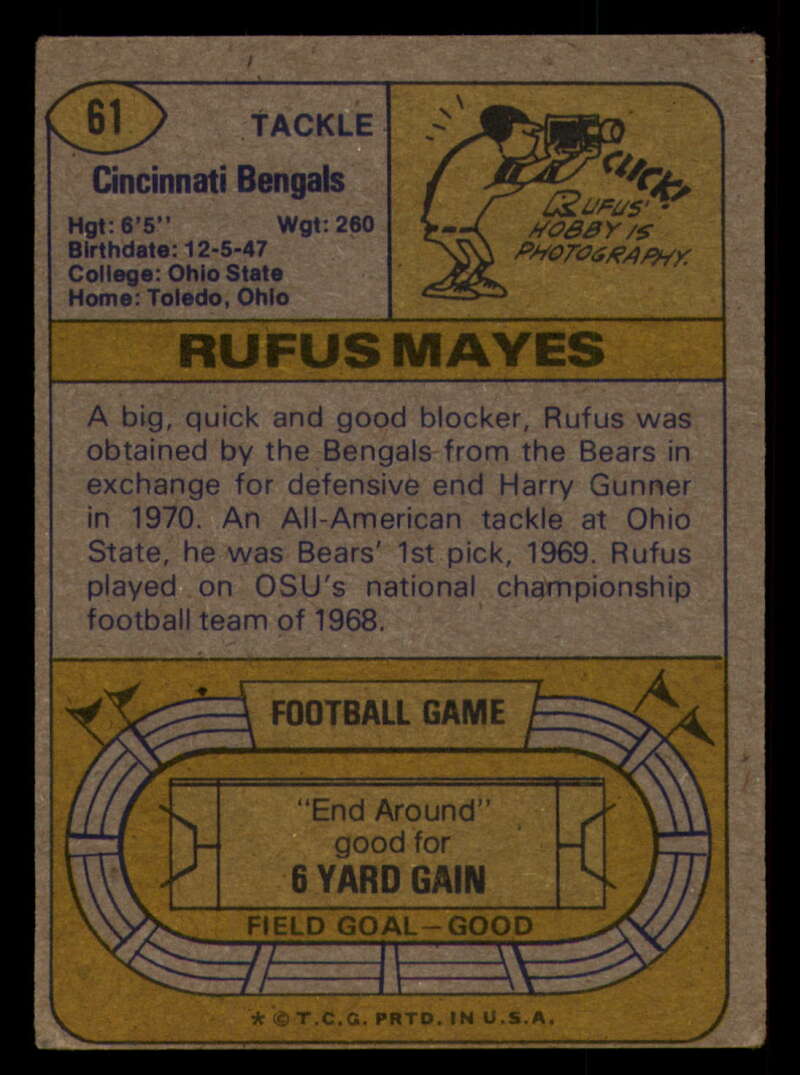 61
TACKLE
Cincinnati Bengals
Hgt: 6'5" Wgt: 260
Birthdate: 12-5-47
College: Ohio State
Home: Toledo, Ohio
CLICK!
RUFUS'
HOBBY IS
PHOTOGRAPHY.
RUFUS MAYES
A big, quick and good blocker, Rufus was
obtained by the Bengals from the Bears in
exchange for defensive end Harry Gunner
in 1970. An All-American tackle at Ohio
State, he was Bears' 1st pick, 1969. Rufus
played on OSU's national championship
football team of 1968.
FOOTBALL GAME
"End Around"
good for
6 YARD GAIN
FIELD GOAL—GOOD
* © T.C.G. PRTD. IN U.S.A.